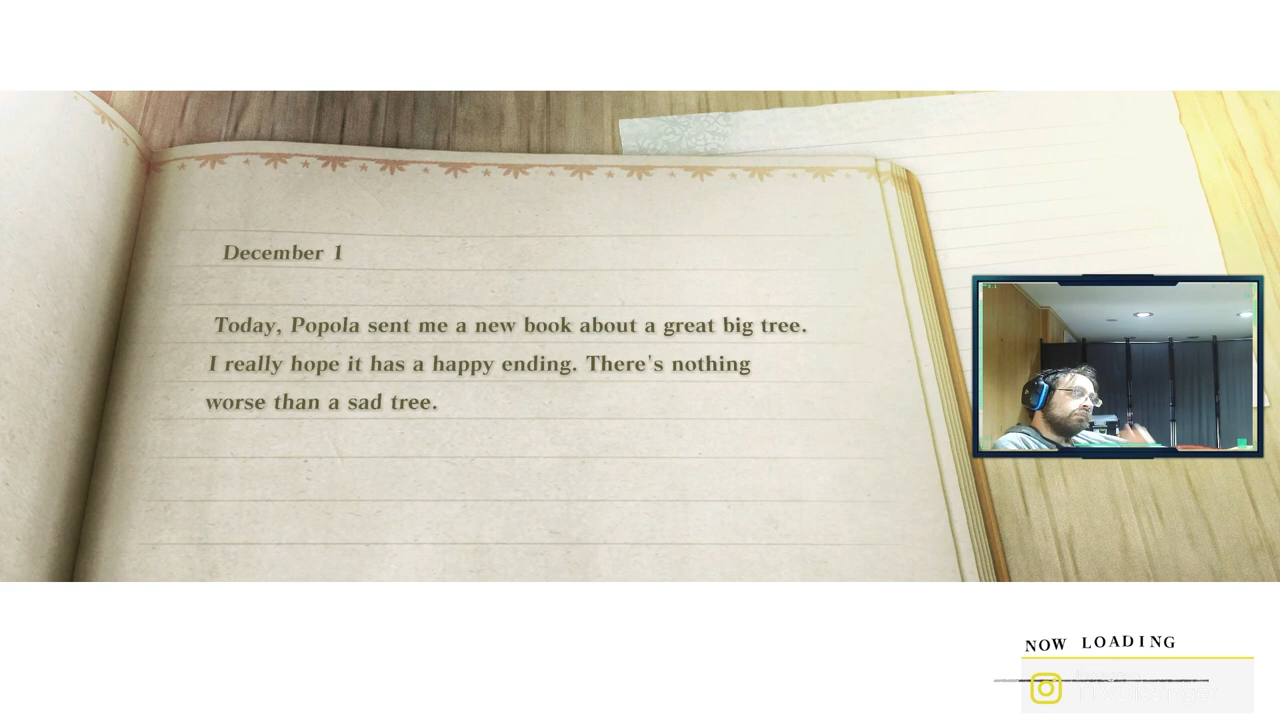 December 1
Today, Popola sent me a new book about a great big tree.
I really hope it has a happy ending. There's nothing
worse than a sad tree.
NOW LOADING